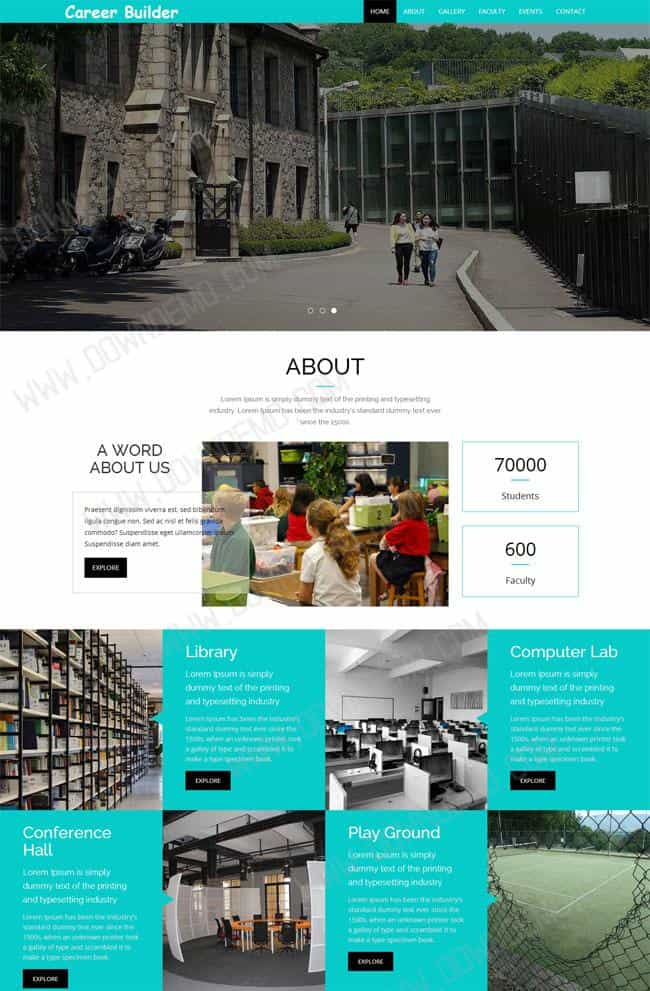 Career Builder
HOME ABOUT GALLERY FACULTY EVENTS CONTACT
WWW.DOWNDEMO.COM
ABOUT
Lorem Ipsum is simply dummy text of the printing and typesetting
industry. Lorem Ipsum has been the industry's standard dummy text ever
since the 1500s.
A WORD
ABOUT US
Praesent dignissim viverra est, sed bibendum
ligula congue non. Sed ac nisl et felis gravida
commodo? Suspendisse eget ullamcorper ipsum.
Suspendisse diam amet.
EXPLORE
70000
Students
600
Faculty
Library
Lorem Ipsum is simply
dummy text of the printing
and typesetting industry
Lorem Ipsum has been the industry's
standard dummy text ever since the
1500s, when an unknown printer took
a galley of type and scrambled it to
make a type specimen book.
EXPLORE
Computer Lab
Lorem Ipsum is simply
dummy text of the printing
and typesetting industry
Lorem Ipsum has been the industry's
standard dummy text ever since the
1500s, when an unknown printer took
a galley of type and scrambled it to
make a type specimen book.
EXPLORE
Conference
Hall
Lorem Ipsum is simply
dummy text of the printing
and typesetting industry
Lorem Ipsum has been the industry's
standard dummy text ever since the
1500s, when an unknown printer took
a galley of type and scrambled it to
make a type specimen book.
EXPLORE
Play Ground
Lorem Ipsum is simply
dummy text of the printing
and typesetting industry
Lorem Ipsum has been the industry's
standard dummy text ever since the
1500s, when an unknown printer took
a galley of type and scrambled it to
make a type specimen book.
EXPLORE